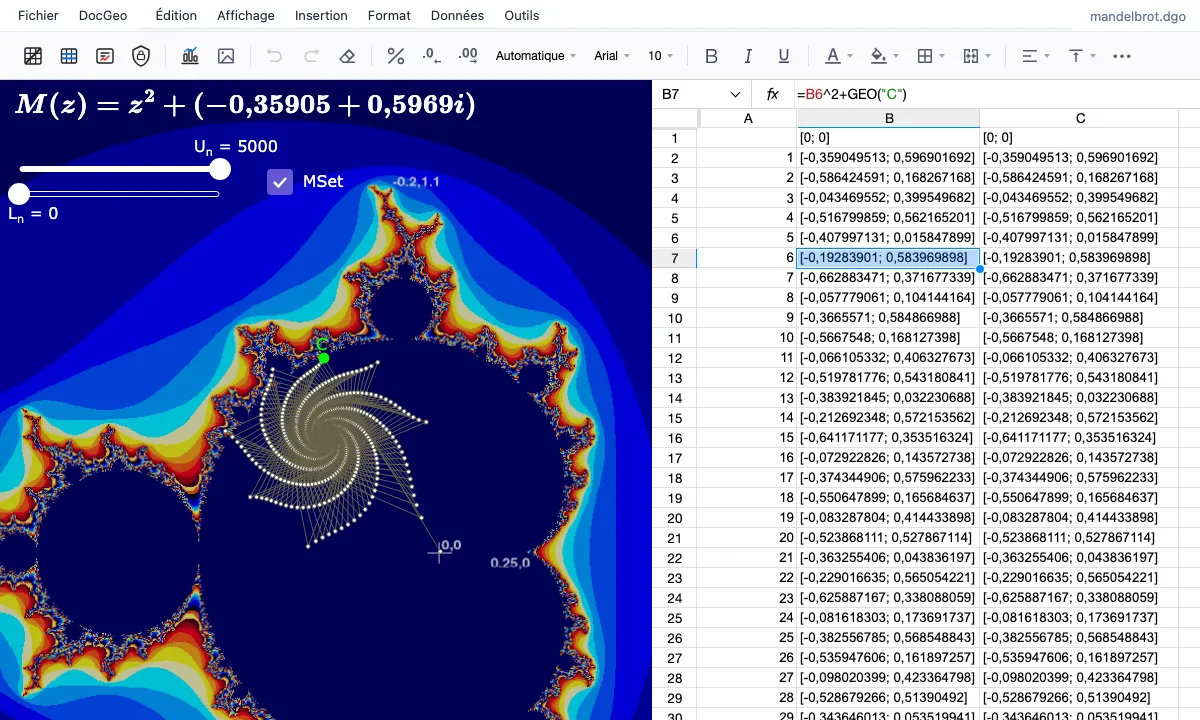 Fichier DocGeo Édition Affichage Insertion Format Données Outils mandelbrot.dgo
% .0 .00 Automatique Arial 10 B I U A
M(z) = z² + (−0,35905 + 0,5969i)
Uₙ = 5000
MSet
Lₙ = 0
-0.2,1.1
C
0,0
0.25,0
B7 fx =B6^2+GEO("C")
A B C
1 [0; 0] [0; 0]
2 1 [-0,359049513; 0,596901692] [-0,359049513; 0,596901692]
3 2 [-0,586424591; 0,168267168] [-0,586424591; 0,168267168]
4 3 [-0,043469552; 0,399549682] [-0,043469552; 0,399549682]
5 4 [-0,516799859; 0,562165201] [-0,516799859; 0,562165201]
6 5 [-0,407997131; 0,015847899] [-0,407997131; 0,015847899]
7 6 [-0,19283901; 0,583969898] [-0,19283901; 0,583969898]
8 7 [-0,662883471; 0,371677339] [-0,662883471; 0,371677339]
9 8 [-0,057779061; 0,104144164] [-0,057779061; 0,104144164]
10 9 [-0,3665571; 0,584866988] [-0,3665571; 0,584866988]
11 10 [-0,5667548; 0,168127398] [-0,5667548; 0,168127398]
12 11 [-0,066105332; 0,406327673] [-0,066105332; 0,406327673]
13 12 [-0,519781776; 0,543180841] [-0,519781776; 0,543180841]
14 13 [-0,383921845; 0,032230688] [-0,383921845; 0,032230688]
15 14 [-0,212692348; 0,572153562] [-0,212692348; 0,572153562]
16 15 [-0,641171177; 0,353516324] [-0,641171177; 0,353516324]
17 16 [-0,072922826; 0,143572738] [-0,072922826; 0,143572738]
18 17 [-0,374344906; 0,575962233] [-0,374344906; 0,575962233]
19 18 [-0,550647899; 0,165684637] [-0,550647899; 0,165684637]
20 19 [-0,083287804; 0,414433898] [-0,083287804; 0,414433898]
21 20 [-0,523868111; 0,527867114] [-0,523868111; 0,527867114]
22 21 [-0,363255406; 0,043836197] [-0,363255406; 0,043836197]
23 22 [-0,229016635; 0,565054221] [-0,229016635; 0,565054221]
24 23 [-0,625887167; 0,338088059] [-0,625887167; 0,338088059]
25 24 [-0,081618303; 0,173691737] [-0,081618303; 0,173691737]
26 25 [-0,382556785; 0,568548843] [-0,382556785; 0,568548843]
27 26 [-0,535947606; 0,161897257] [-0,535947606; 0,161897257]
28 27 [-0,098020399; 0,423364798] [-0,098020399; 0,423364798]
29 28 [-0,528679266; 0,51390492] [-0,528679266; 0,51390492]
30 29 [-0,343646013; 0,053519941] [-0,343646013; 0,053519941]